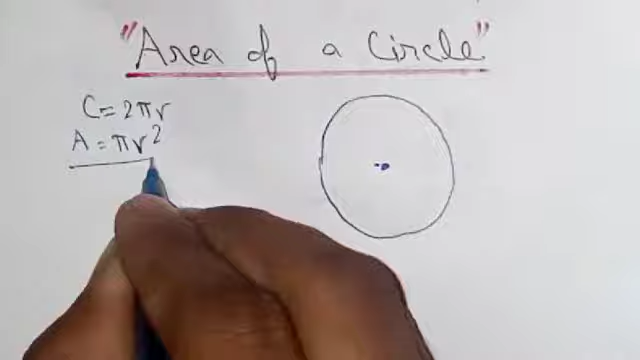 "Area of a Circle"
C = 2πr
A = πr²